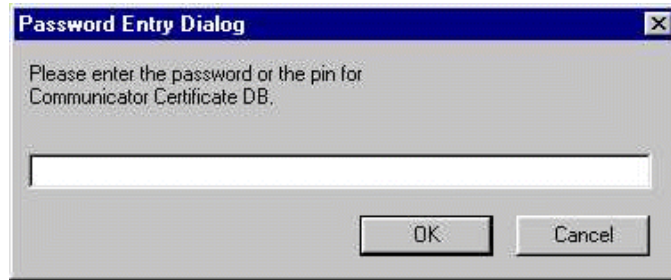 Password Entry Dialog
Please enter the password or the pin for
Communicator Certificate DB.
OK
Cancel